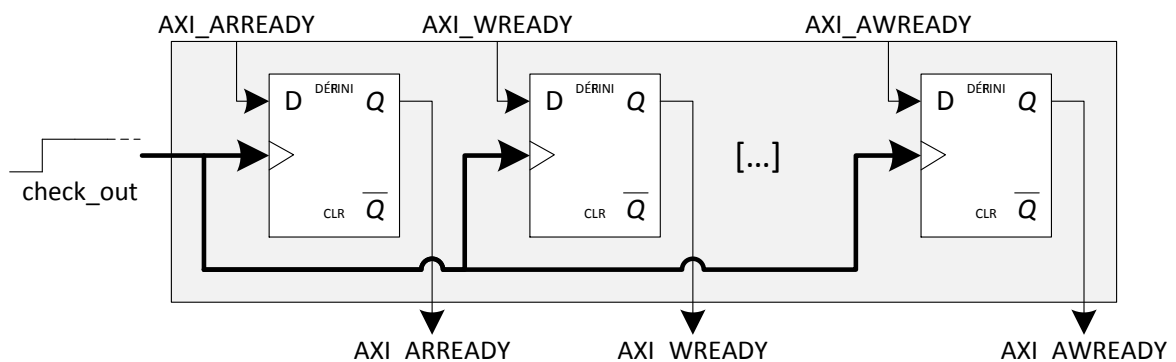 AXI_ARREADY AXI_WREADY AXI_AWREADY
D DÉRINI Q D DÉRINI Q D DÉRINI Q
[...]
check_out
CLR Q CLR Q CLR Q
AXI_ARREADY AXI_WREADY AXI_AWREADY